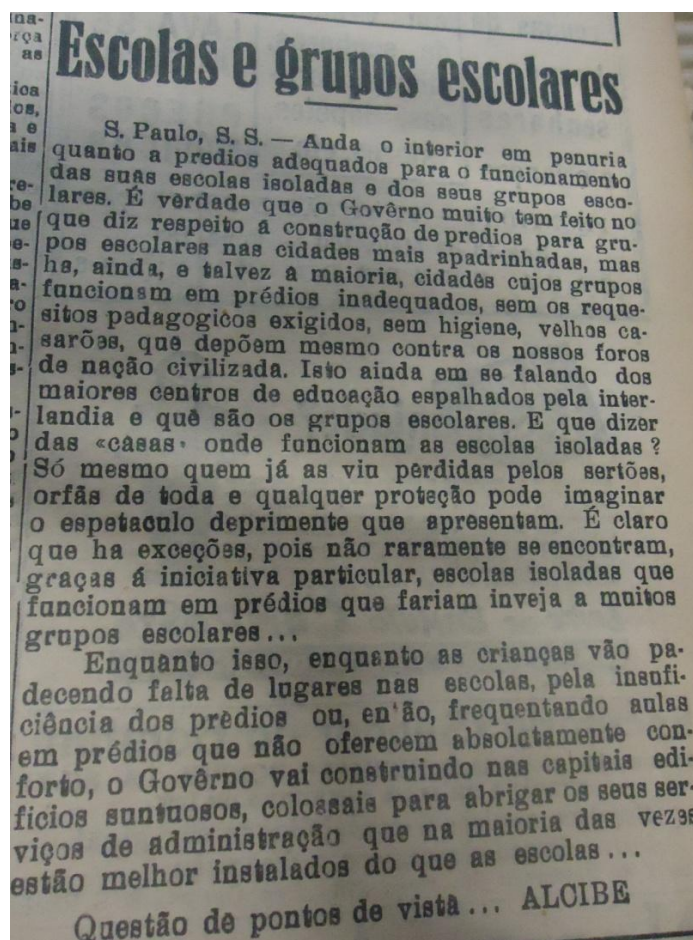 Escolas e grupos escolares
S. Paulo, S. S. — Anda o interior em penuria
quanto a predios adequados para o funcionamento
das suas escolas isoladas e dos seus grupos esco-
lares. É verdade que o Govêrno muito tem feito no
que diz respeito á construção de predios para gru-
pos escolares nas cidades mais apadrinhadas, mas
ha, ainda, e talvez á maioria, cidades cujos grupos
funcionam em prédios inadequados, sem os reque-
sitos pedagogicos exigidos, sem higiene, velhos ca-
sarões, que depõem mesmo contra os nossos foros
de nação civilizada. Isto ainda em se falando dos
maiores centros de educação espalhados pela inter-
landia e quê são os grupos escolares. E que dizer
das «casas» onde funcionam as escolas isoladas?
Só mesmo quem já as viu perdidas pelos sertões,
orfãs de toda e qualquer proteção pode imaginar
o espetaculo deprimente que apresentam. É claro
que ha exceções, pois não raramente se encontram,
graças á iniciativa particular, escolas isoladas que
funcionam em prédios que fariam inveja a muitos
grupos escolares...
Enquanto isso, enquanto as crianças vão pa-
decendo falta de lugares nas escolas, pela insufi-
ciência dos prèdios ou, en'ão, frequentando aulas
em prédios que não oferecem absolutamente con-
forto, o Govêrno vai construindo nas capitais edi-
ficios suntuosos, colossais para abrigar os seus ser-
viços de administração que na maioria das vezes
estão melhor instalados do que as escolas...
Questão de pontos de vista... ALCIBE